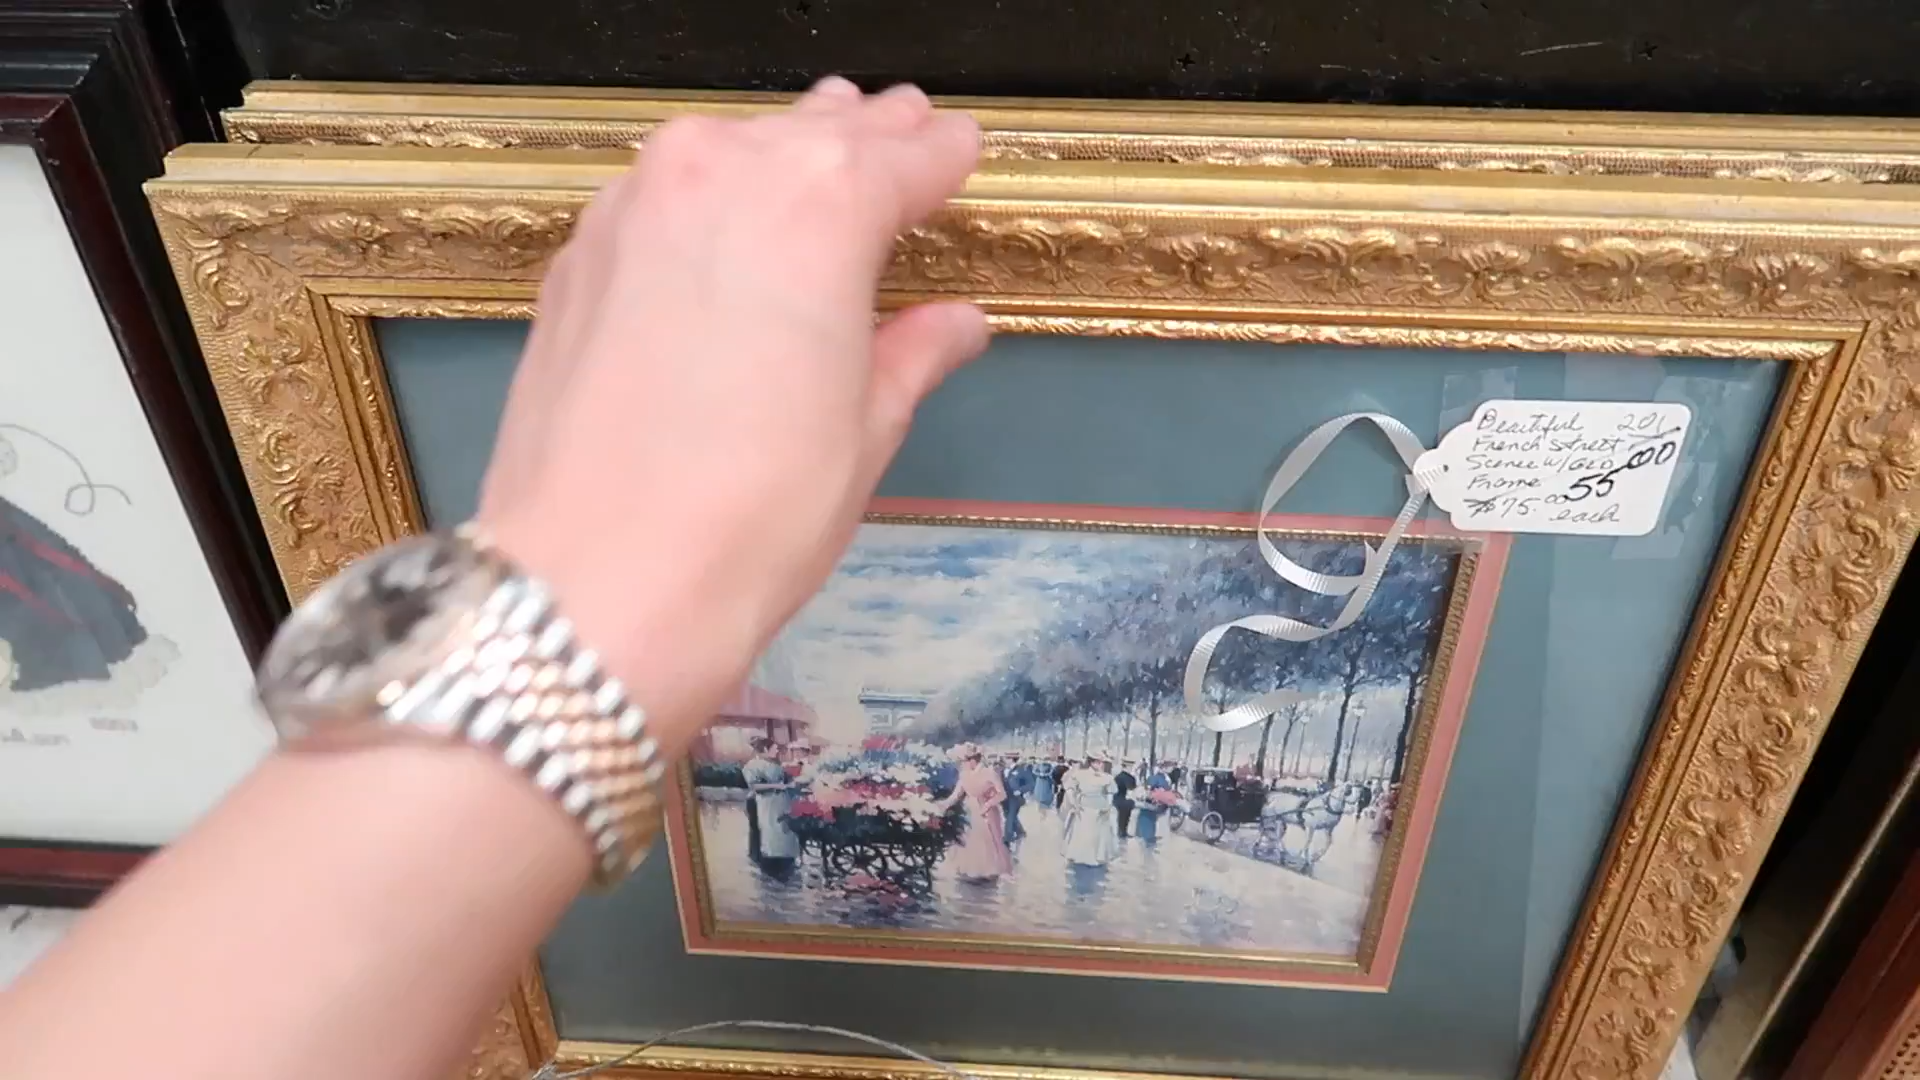 Beautiful 201
French Street
Scene W/GLD
Frame 55.00
$75.00 each